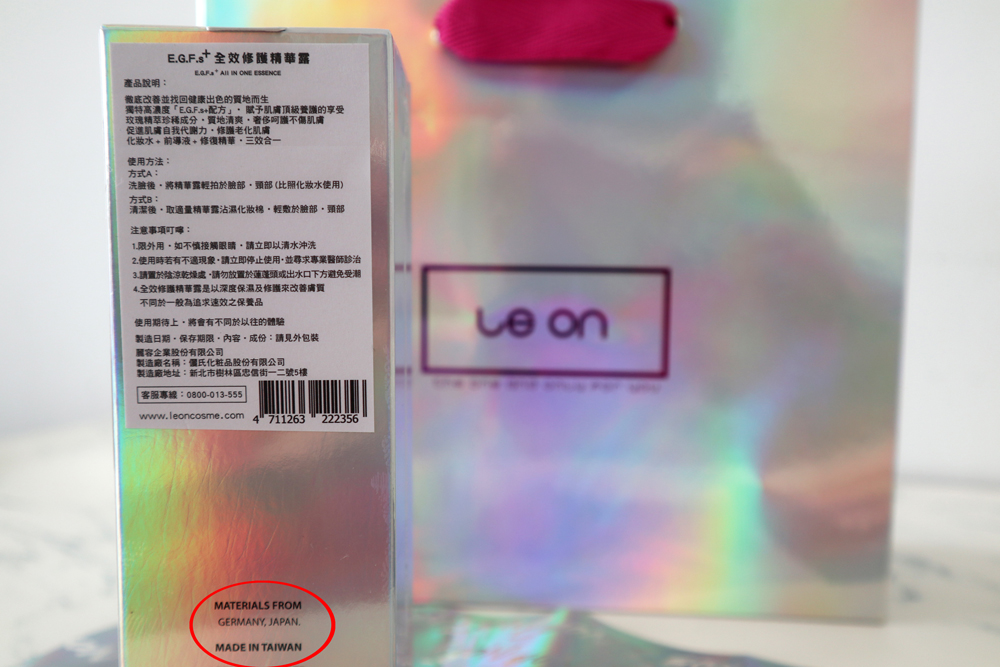 E.G.F.s+ 全效修護精華露
E.G.F.s+ All IN ONE ESSENCE
產品說明：
徹底改善並找回健康出色的質地而生
獨特高濃度「E.G.F.s+配方」，賦予肌膚頂級養護的享受
玫瑰精萃珍稀成分，質地清爽，奢侈呵護不傷肌膚
促進肌膚自我代謝力，修護老化肌膚
化妝水 + 前導液 + 修復精華，三效合一
使用方法：
方式A：
洗臉後，將精華露輕拍於臉部，頸部 (比照化妝水使用)
方式B：
清潔後，取適量精華露沾濕化妝棉，輕敷於臉部，頸部
注意事項叮嚀：
1.限外用，如不慎接觸眼睛，請立即以清水沖洗
2.使用時若有不適現象，請立即停止使用，並尋求專業醫師診治
3.請置於陰涼乾燥處，請勿放置於蓮蓬頭或出水口下方避免受潮
4.全效修護精華露是以深度保濕及修護來改善膚質
不同於一般為追求速效之保養品
使用期待上，將會有不同於以往的體驗
製造日期，保存期限，內容，成份：請見外包裝
麗容企業股份有限公司
製造廠名稱：儷氏化粧品股份有限公司
製造廠地址：新北市樹林區忠信街一二號5樓
客服專線：0800-013-555
www.leoncosme.com
4 711263 222356
MATERIALS FROM
GERMANY, JAPAN.
MADE IN TAIWAN
Le on
the one and only for you